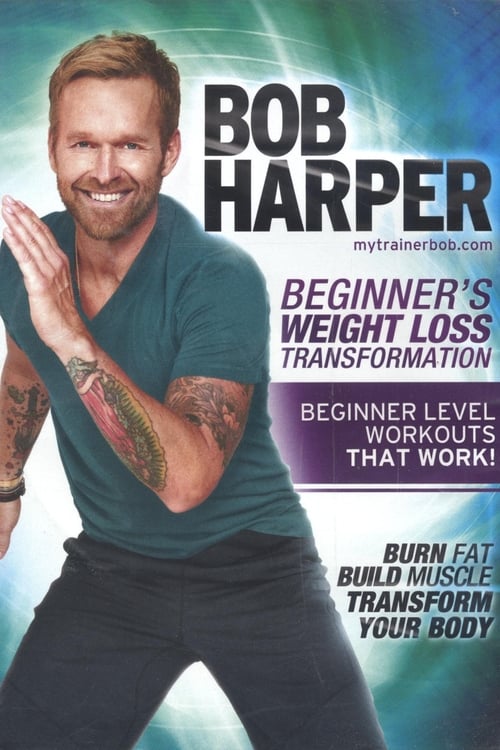 BOB
HARPER
mytrainerbob.com
BEGINNER'S
WEIGHT LOSS
TRANSFORMATION
BEGINNER LEVEL
WORKOUTS
THAT WORK!
BURN FAT
BUILD MUSCLE
TRANSFORM
YOUR BODY